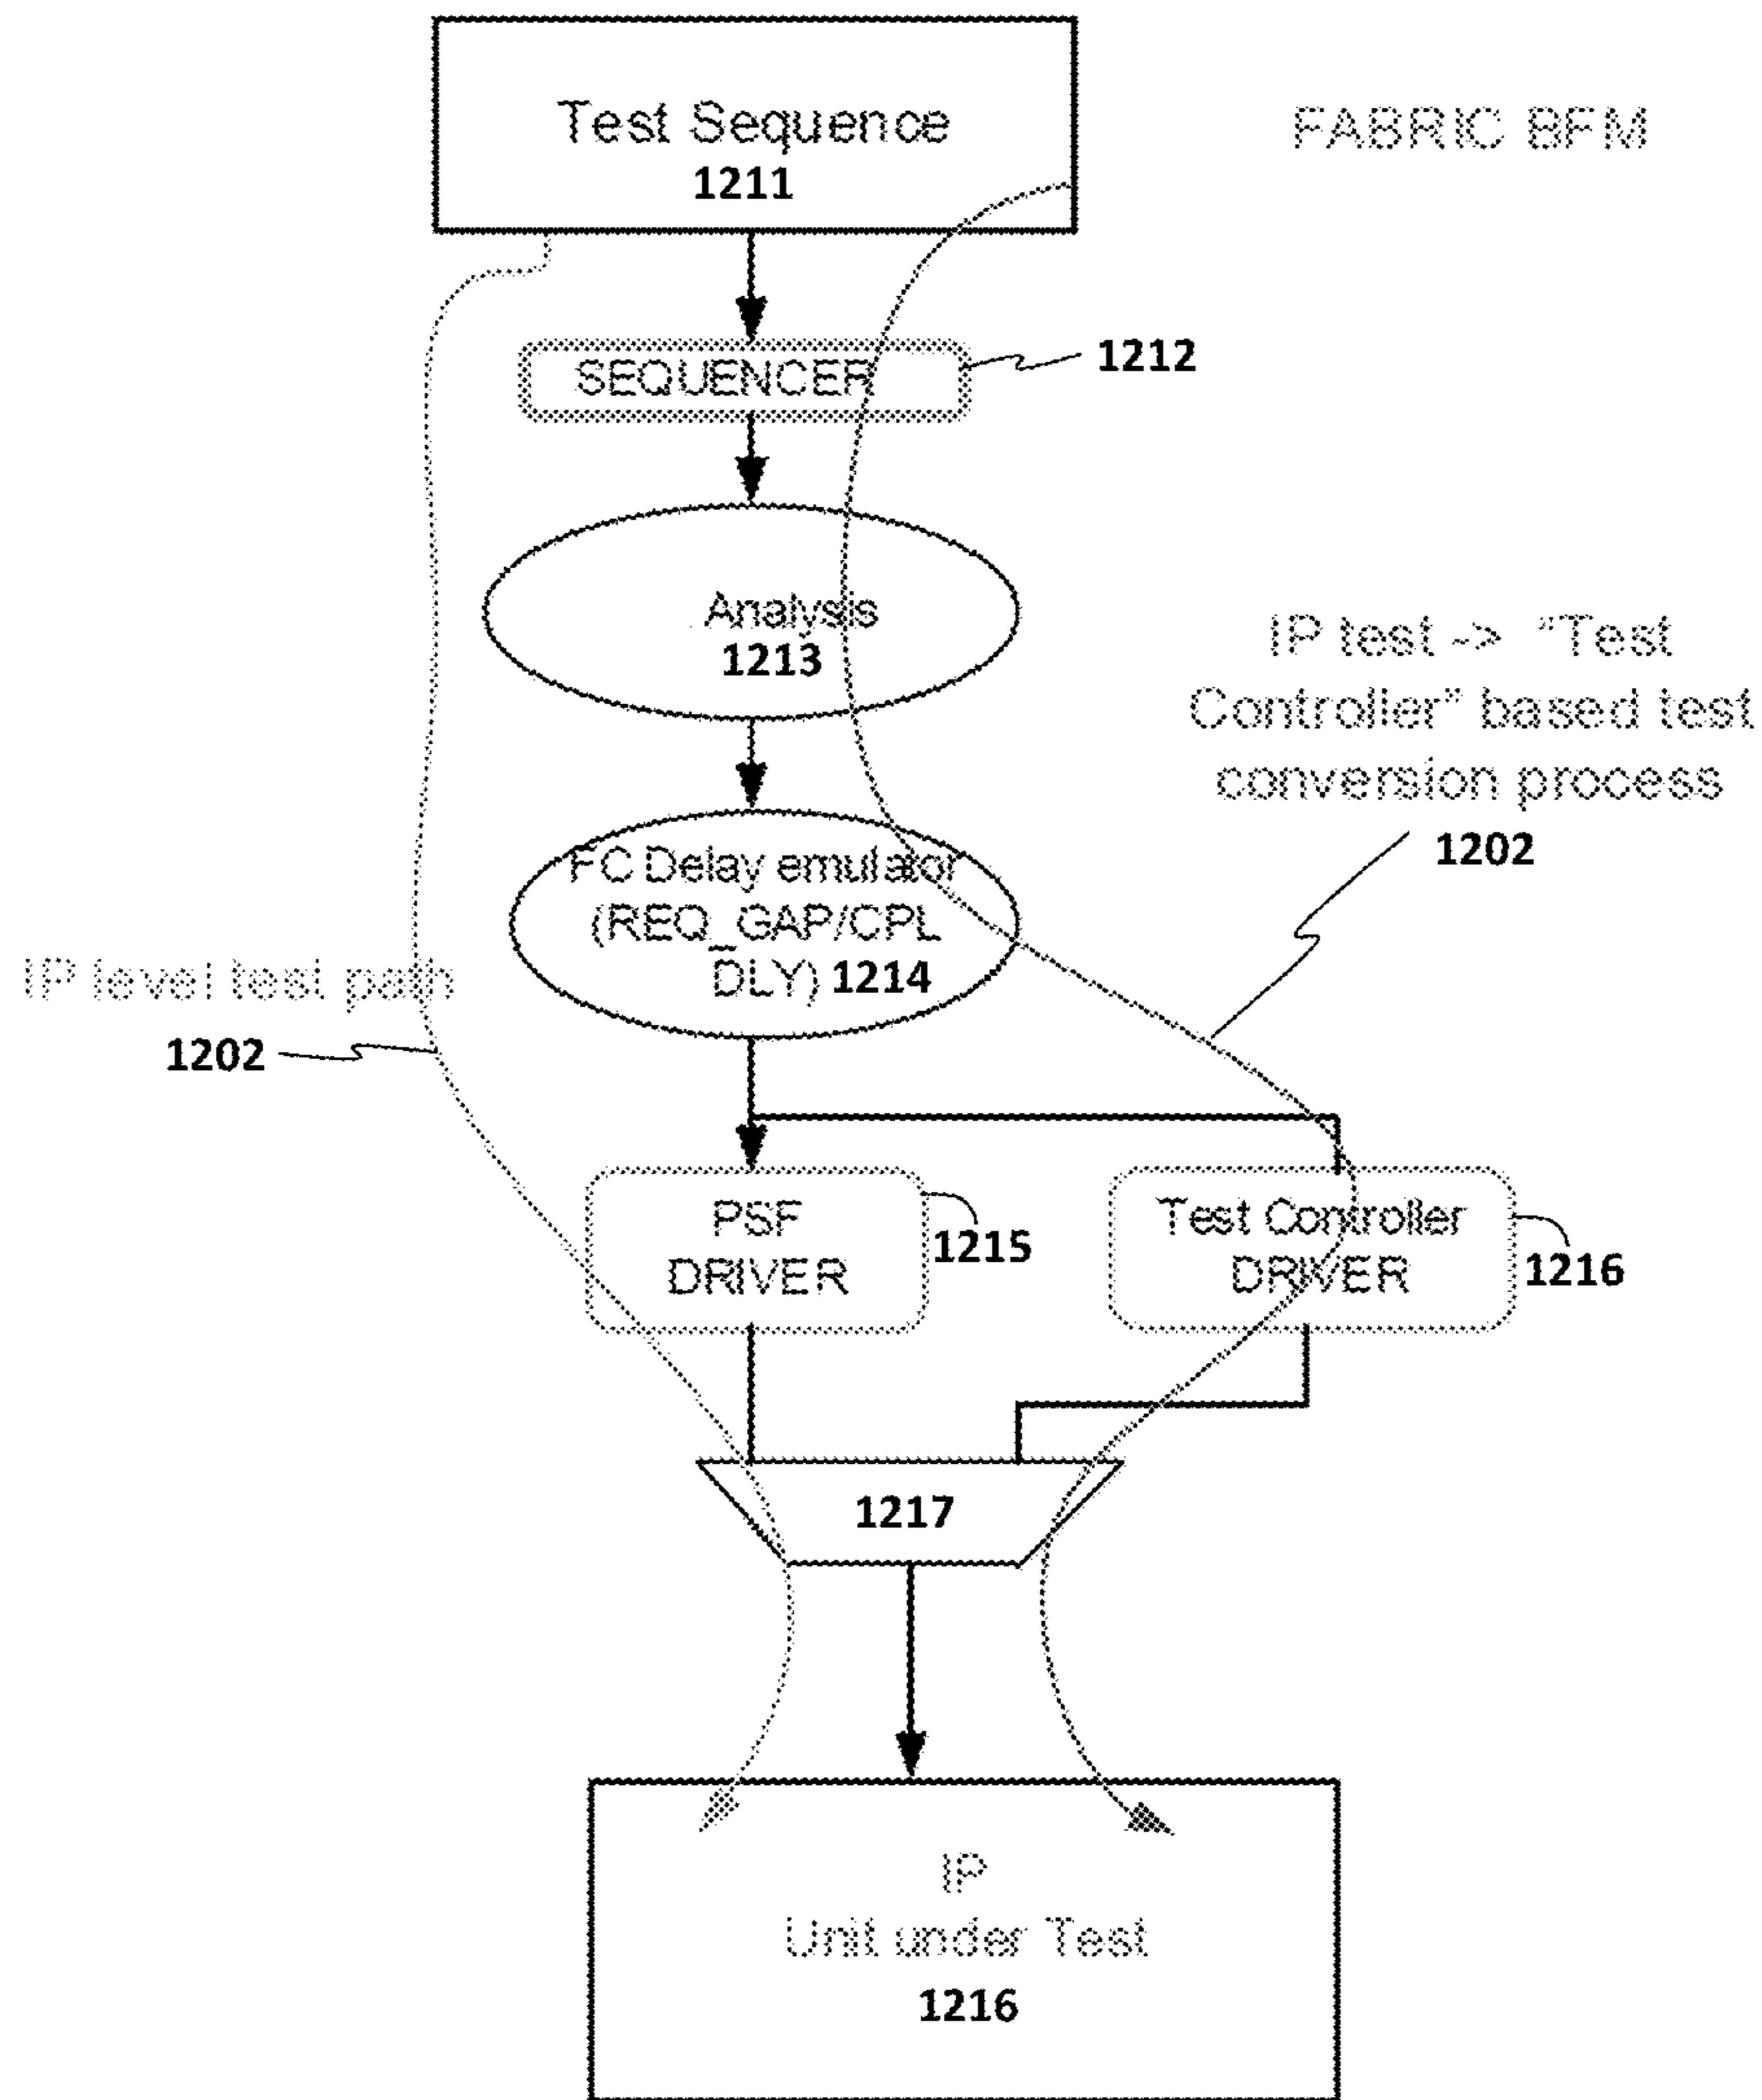 Test Sequence
1211
FABRIC BFM
SEQUENCER
1212
Analysis
1213
IP test -> "Test
Controller" based test
conversion process
1202
FC Delay emulator
(REQ_GAP/CPL
DLY) 1214
IP level test path
1202
PSF
DRIVER
1215
Test Controller
DRIVER
1216
1217
IP
Unit under Test
1216